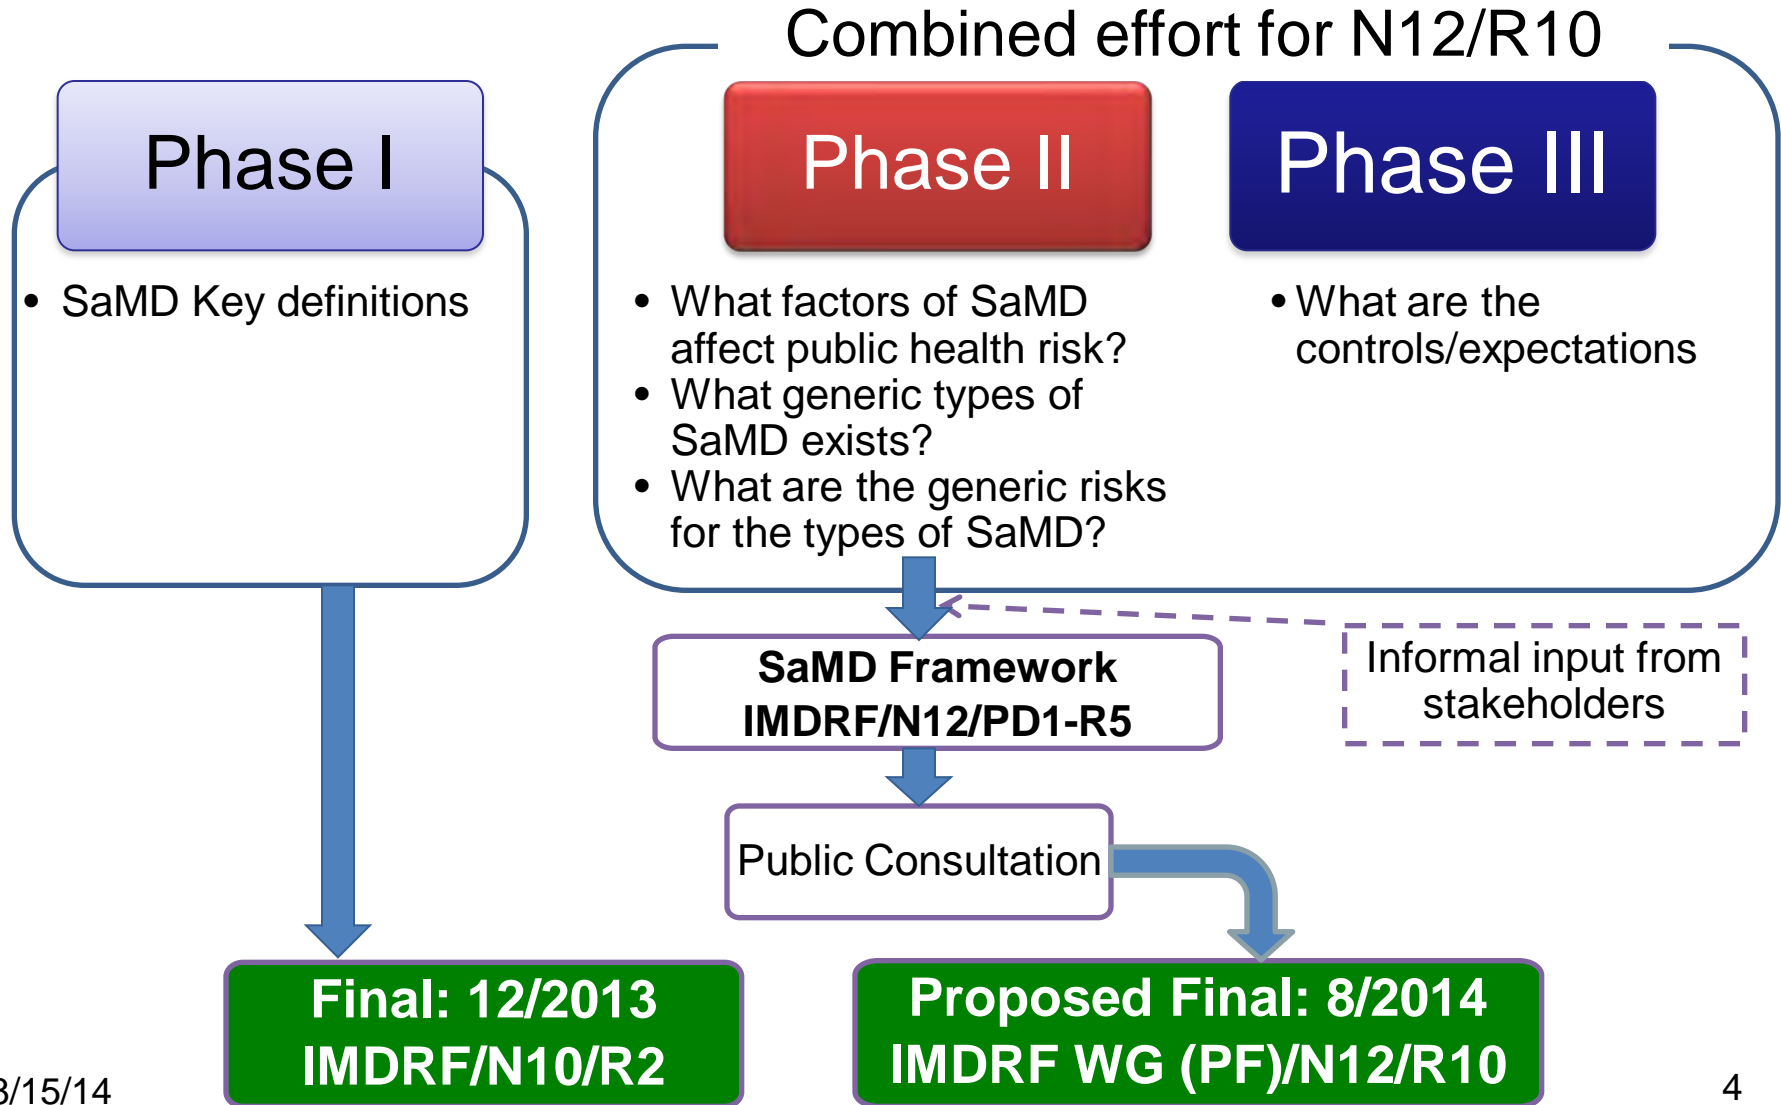 Combined effort for N12/R10
Phase I
• SaMD Key definitions
Phase II
• What factors of SaMD
affect public health risk?
• What generic types of
SaMD exists?
• What are the generic risks
for the types of SaMD?
Phase III
• What are the
controls/expectations
SaMD Framework
IMDRF/N12/PD1-R5
Informal input from
stakeholders
Public Consultation
Final: 12/2013
IMDRF/N10/R2
Proposed Final: 8/2014
IMDRF WG (PF)/N12/R10
/15/14
4